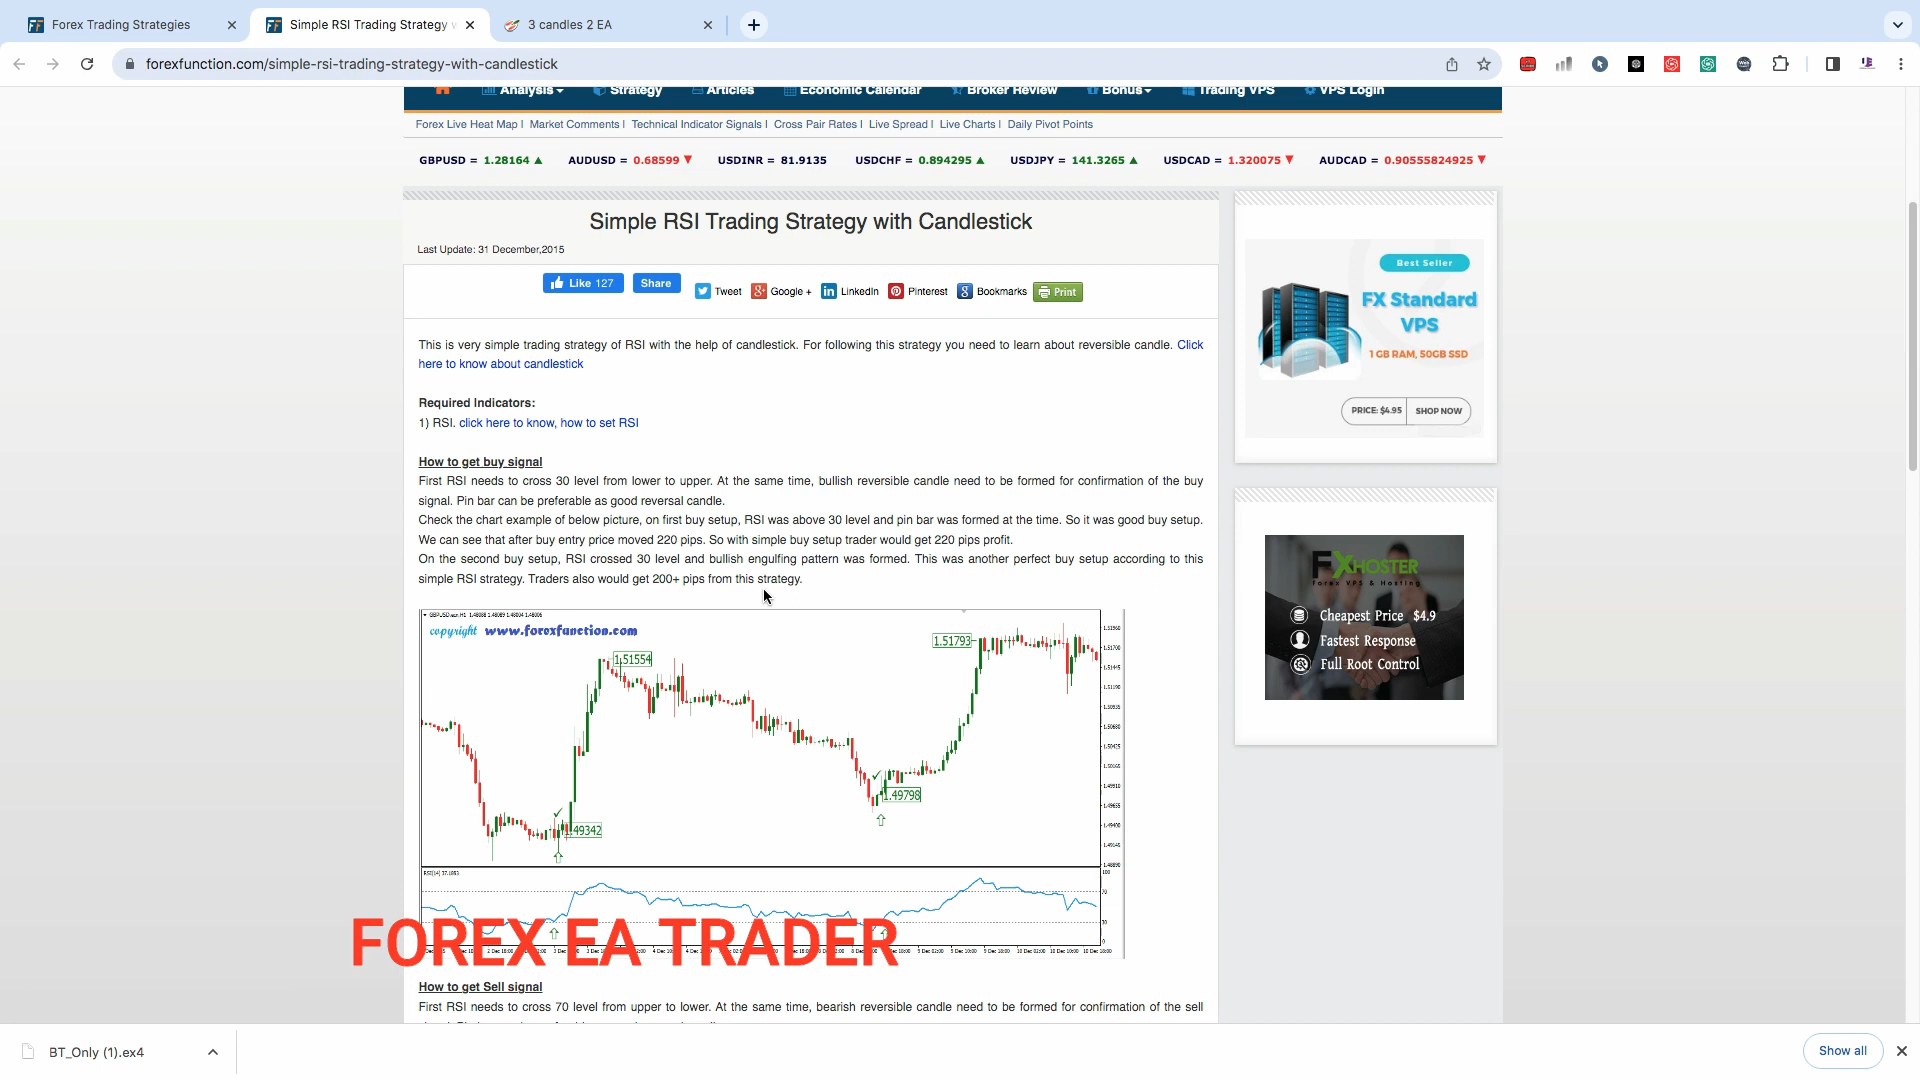 Forex Trading Strategies
Simple RSI Trading Strategy w
3 candles 2 EA
forexfunction.com/simple-rsi-trading-strategy-with-candlestick
Analysis Strategy Articles Economic Calendar Broker Review Bonus Trading VPS VPS Login
Forex Live Heat Map | Market Comments | Technical Indicator Signals | Cross Pair Rates | Live Spread | Live Charts | Daily Pivot Points
GBPUSD = 1.28164 ▲ AUDUSD = 0.68599 ▼ USDINR = 81.9135 USDCHF = 0.894295 ▲ USDJPY = 141.3265 ▲ USDCAD = 1.320075 ▼ AUDCAD = 0.90555824925 ▼
Simple RSI Trading Strategy with Candlestick
Last Update: 31 December,2015
Like 127 Share Tweet Google + LinkedIn Pinterest Bookmarks Print
This is very simple trading strategy of RSI with the help of candlestick. For following this strategy you need to learn about reversible candle. Click
here to know about candlestick
Required Indicators:
1) RSI. click here to know, how to set RSI
How to get buy signal
First RSI needs to cross 30 level from lower to upper. At the same time, bullish reversible candle need to be formed for confirmation of the buy
signal. Pin bar can be preferable as good reversal candle.
Check the chart example of below picture, on first buy setup, RSI was above 30 level and pin bar was formed at the time. So it was good buy setup.
We can see that after buy entry price moved 220 pips. So with simple buy setup trader would get 220 pips profit.
On the second buy setup, RSI crossed 30 level and bullish engulfing pattern was formed. This was another perfect buy setup according to this
simple RSI strategy. Traders also would get 200+ pips from this strategy.
copyright www.forexfunction.com
1.51554
1.51793
1.49798
.49342
FOREX EA TRADER
How to get Sell signal
First RSI needs to cross 70 level from upper to lower. At the same time, bearish reversible candle need to be formed for confirmation of the sell
Best Seller
FX Standard
VPS
1 GB RAM, 50GB SSD
PRICE: $4.95 SHOP NOW
FXHOSTER
Forex VPS & Hosting
Cheapest Price $4.9
Fastest Response
Full Root Control
BT_Only (1).ex4
Show all